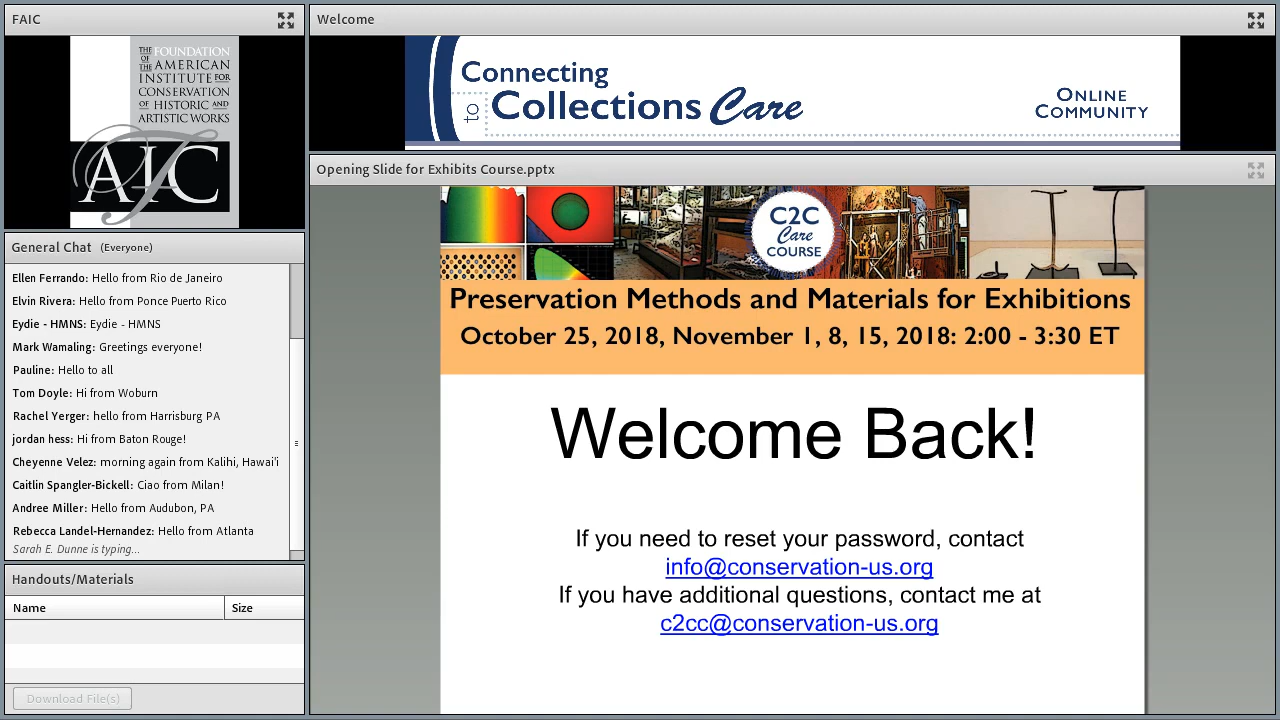 FAIC
THE FOUNDATION
OF THE AMERICAN
INSTITUTE FOR
CONSERVATION
OF HISTORIC AND
ARTISTIC WORKS
AIC
General Chat (Everyone)
Ellen Ferrando: Hello from Rio de Janeiro
Elvin Rivera: Hello from Ponce Puerto Rico
Eydie - HMNS: Eydie - HMNS
Mark Wamaling: Greetings everyone!
Pauline: Hello to all
Tom Doyle: Hi from Woburn
Rachel Yerger: hello from Harrisburg PA
jordan hess: Hi from Baton Rouge!
Cheyenne Velez: morning again from Kalihi, Hawai'i
Caitlin Spangler-Bickell: Ciao from Milan!
Andree Miller: Hello from Audubon, PA
Rebecca Landel-Hernandez: Hello from Atlanta
Sarah E. Dunne is typing...
Handouts/Materials
Name Size
Download File(s)
Welcome
Connecting
to Collections Care
ONLINE
COMMUNITY
Opening Slide for Exhibits Course.pptx
C2C
Care
COURSE
Preservation Methods and Materials for Exhibitions
October 25, 2018, November 1, 8, 15, 2018: 2:00 - 3:30 ET
Welcome Back!
If you need to reset your password, contact
info@conservation-us.org
If you have additional questions, contact me at
c2cc@conservation-us.org